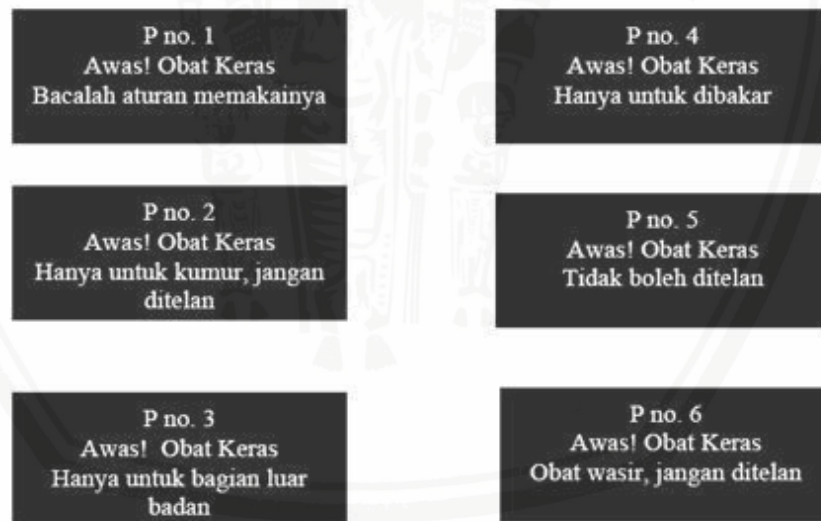 P no. 1
Awas! Obat Keras
Bacalah aturan memakainya
P no. 2
Awas! Obat Keras
Hanya untuk kumur, jangan
ditelan
P no. 3
Awas! Obat Keras
Hanya untuk bagian luar
badan
P no. 4
Awas! Obat Keras
Hanya untuk dibakar
P no. 5
Awas! Obat Keras
Tidak boleh ditelan
P no. 6
Awas! Obat Keras
Obat wasir, jangan ditelan